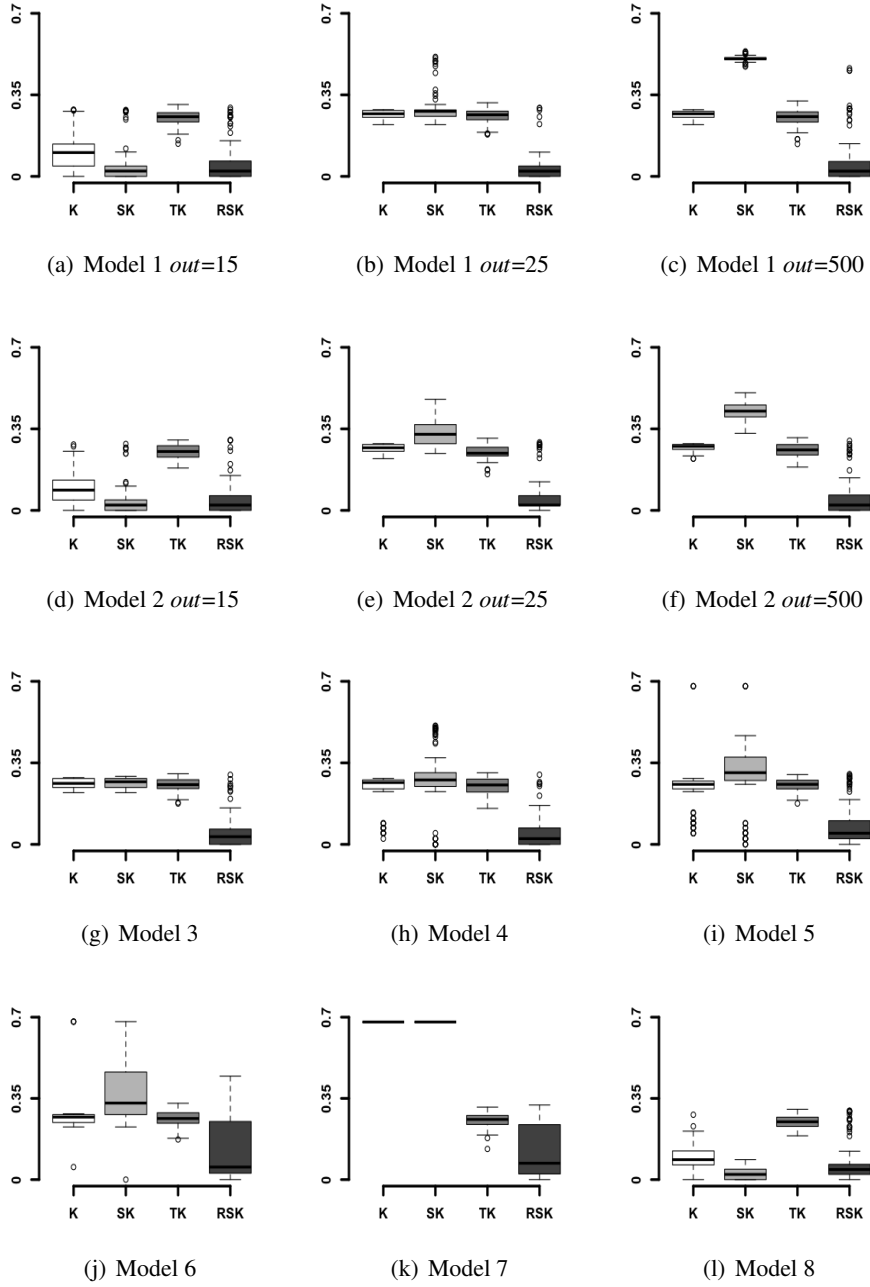 0.7 0.7 0.7
0.35 0.35 0.35
0 0 0
K SK TK RSK K SK TK RSK K SK TK RSK
(a) Model 1 out=15 (b) Model 1 out=25 (c) Model 1 out=500
0.7 0.7 0.7
0.35 0.35 0.35
0 0 0
K SK TK RSK K SK TK RSK K SK TK RSK
(d) Model 2 out=15 (e) Model 2 out=25 (f) Model 2 out=500
0.7 0.7 0.7
0.35 0.35 0.35
0 0 0
K SK TK RSK K SK TK RSK K SK TK RSK
(g) Model 3 (h) Model 4 (i) Model 5
0.7 0.7 0.7
0.35 0.35 0.35
0 0 0
K SK TK RSK K SK TK RSK K SK TK RSK
(j) Model 6 (k) Model 7 (l) Model 8